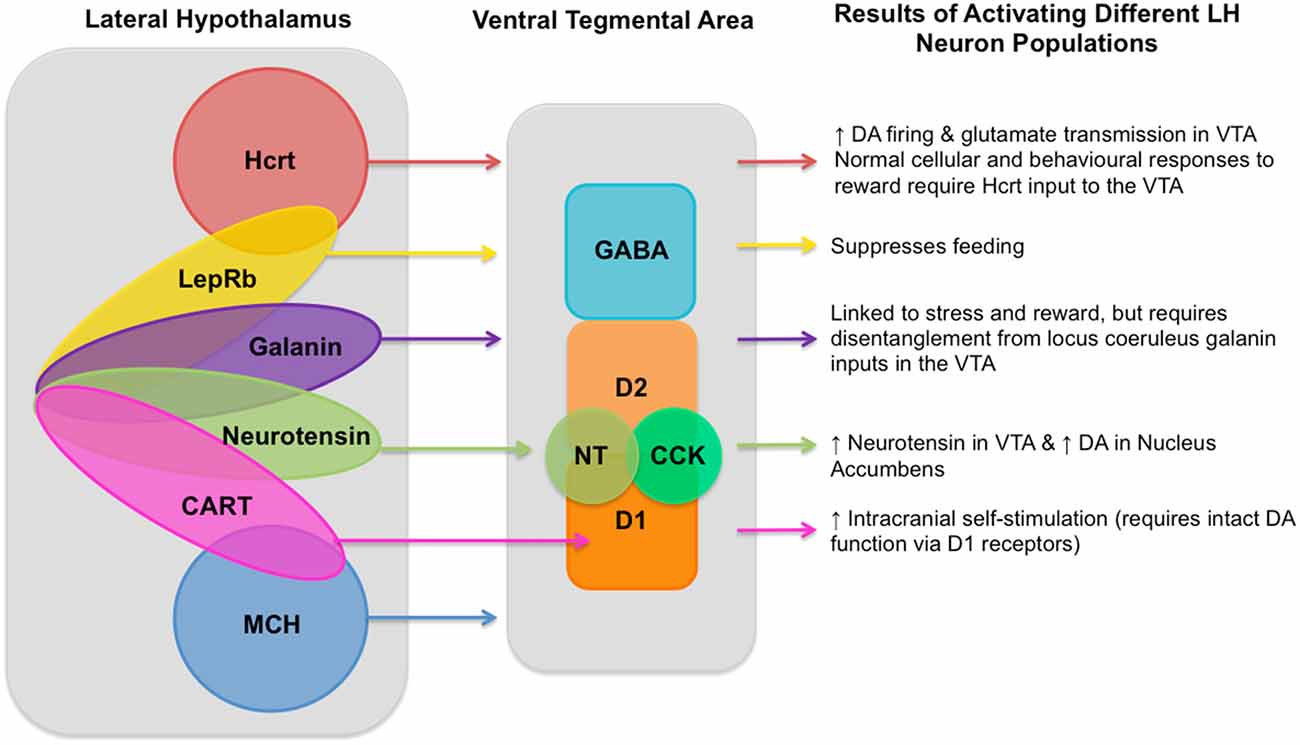 Lateral Hypothalamus
Ventral Tegmental Area
Results of Activating Different LH
Neuron Populations
Hcrt
LepRb
Galanin
Neurotensin
CART
MCH
GABA
D2
NT
CCK
D1
↑ DA firing & glutamate transmission in VTA
Normal cellular and behavioural responses to
reward require Hcrt input to the VTA
Suppresses feeding
Linked to stress and reward, but requires
disentanglement from locus coeruleus galanin
inputs in the VTA
↑ Neurotensin in VTA & ↑ DA in Nucleus
Accumbens
↑ Intracranial self-stimulation (requires intact DA
function via D1 receptors)